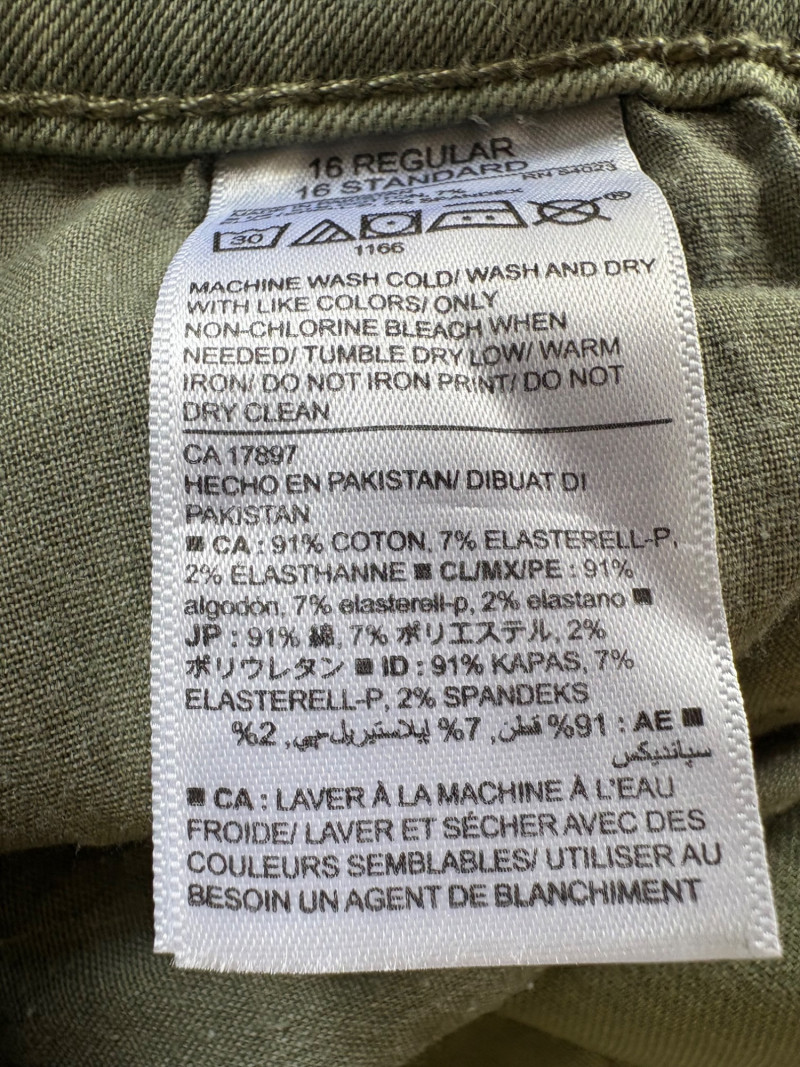 16 REGULAR
16 STANDARD
RN 54023
30
1166
®
MACHINE WASH COLD/ WASH AND DRY
WITH LIKE COLORS/ ONLY
NON-CHLORINE BLEACH WHEN
NEEDED/ TUMBLE DRY LOW/ WARM
IRON/ DO NOT IRON PRINT/ DO NOT
DRY CLEAN
CA 17897
HECHO EN PAKISTAN/ DIBUAT DI
PAKISTAN
■ CA : 91% COTON, 7% ELASTERELL-P,
2% ÉLASTHANNE ■ CL/MX/PE : 91%
algodón, 7% elasterell-p, 2% elastano ■
JP : 91% 綿, 7% ポリエステル, 2%
ポリウレタン ■ ID : 91% KAPAS, 7%
ELASTERELL-P, 2% SPANDEKS
■ AE : 91% قطن, 7% إيلاستيريل-بي, 2%
سباندیكس
■ CA : LAVER À LA MACHINE À L'EAU
FROIDE/ LAVER ET SÉCHER AVEC DES
COULEURS SEMBLABLES/ UTILISER AU
BESOIN UN AGENT DE BLANCHIMENT